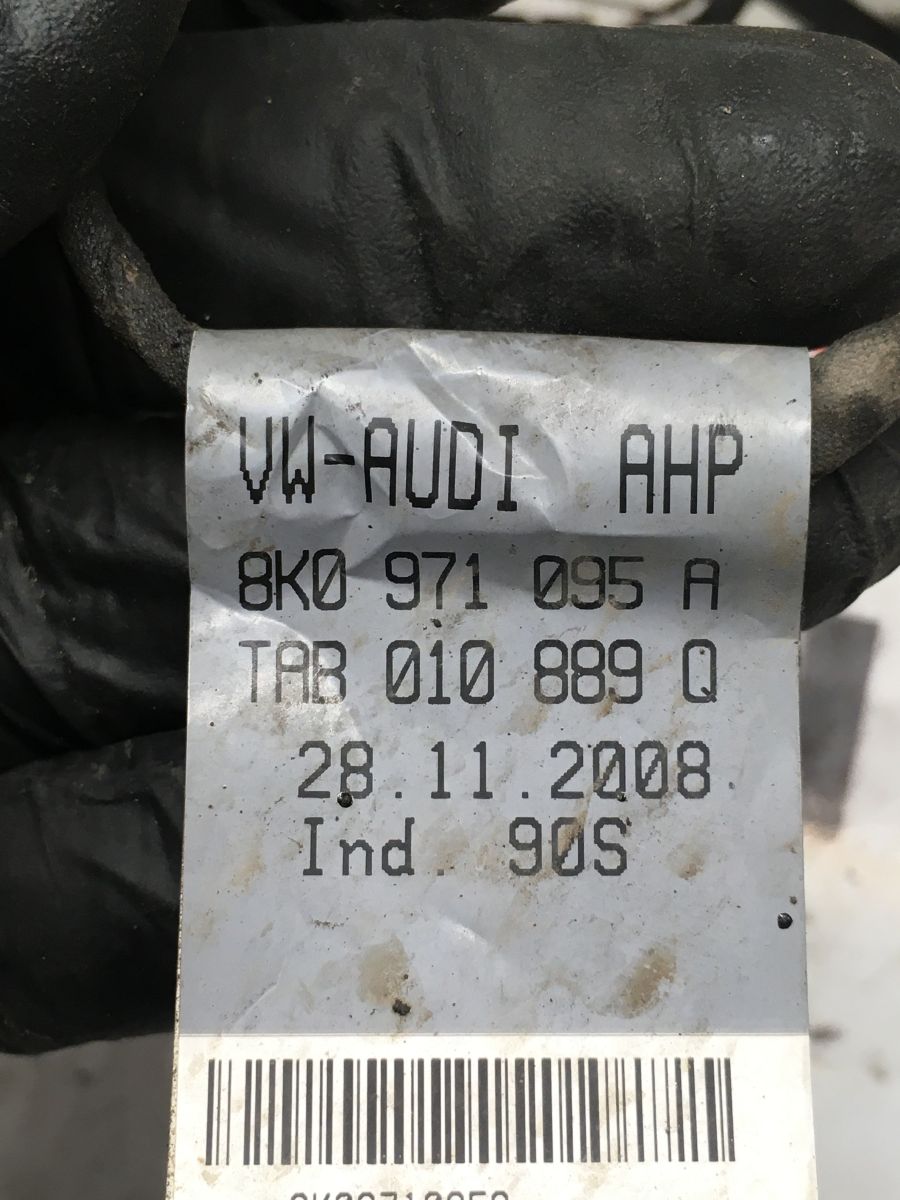 VW-AUDI AHP
8K0 971 095 A
TAB 010 889 Q
28.11.2008
Ind. 90S